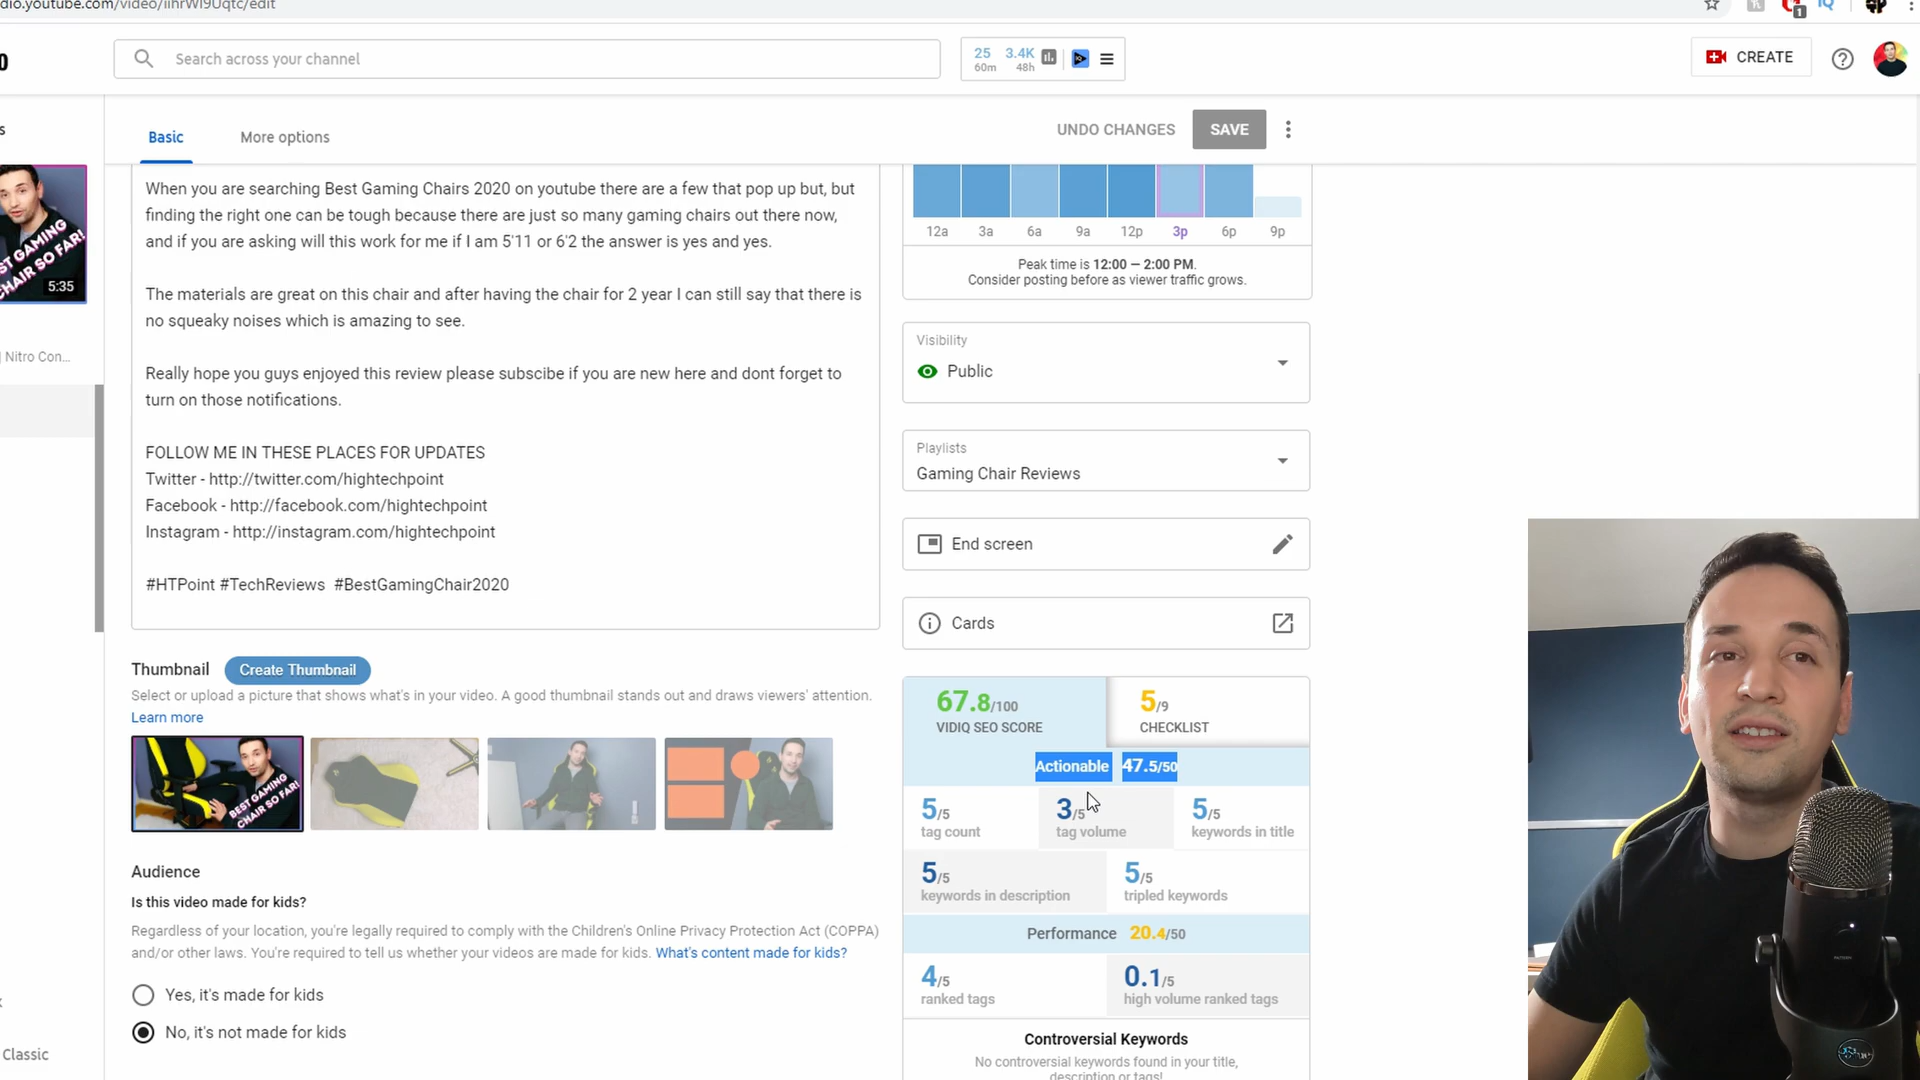 dio.youtube.com/video/iihrWI9Uqtc/edit
Search across your channel
25 3.4K
60m 48h
CREATE
Basic
More options
UNDO CHANGES
SAVE
5:35
| Nitro Con...
Classic
When you are searching Best Gaming Chairs 2020 on youtube there are a few that pop up but, but
finding the right one can be tough because there are just so many gaming chairs out there now,
and if you are asking will this work for me if I am 5'11 or 6'2 the answer is yes and yes.
The materials are great on this chair and after having the chair for 2 year I can still say that there is
no squeaky noises which is amazing to see.
Really hope you guys enjoyed this review please subscibe if you are new here and dont forget to
turn on those notifications.
FOLLOW ME IN THESE PLACES FOR UPDATES
Twitter - http://twitter.com/hightechpoint
Facebook - http://facebook.com/hightechpoint
Instagram - http://instagram.com/hightechpoint
#HTPoint #TechReviews #BestGamingChair2020
Thumbnail
Create Thumbnail
Select or upload a picture that shows what's in your video. A good thumbnail stands out and draws viewers' attention.
Learn more
BEST GAMING
CHAIR SO FAR!
Audience
Is this video made for kids?
Regardless of your location, you're legally required to comply with the Children's Online Privacy Protection Act (COPPA)
and/or other laws. You're required to tell us whether your videos are made for kids. What's content made for kids?
Yes, it's made for kids
No, it's not made for kids
12a 3a 6a 9a 12p 3p 6p 9p
Peak time is 12:00 – 2:00 PM.
Consider posting before as viewer traffic grows.
Visibility
Public
Playlists
Gaming Chair Reviews
End screen
Cards
67.8/100
VIDIQ SEO SCORE
5/9
CHECKLIST
Actionable 47.5/50
5/5
tag count
3/5
tag volume
5/5
keywords in title
5/5
keywords in description
5/5
tripled keywords
Performance 20.4/50
4/5
ranked tags
0.1/5
high volume ranked tags
Controversial Keywords
No controversial keywords found in your title,
description or tags!